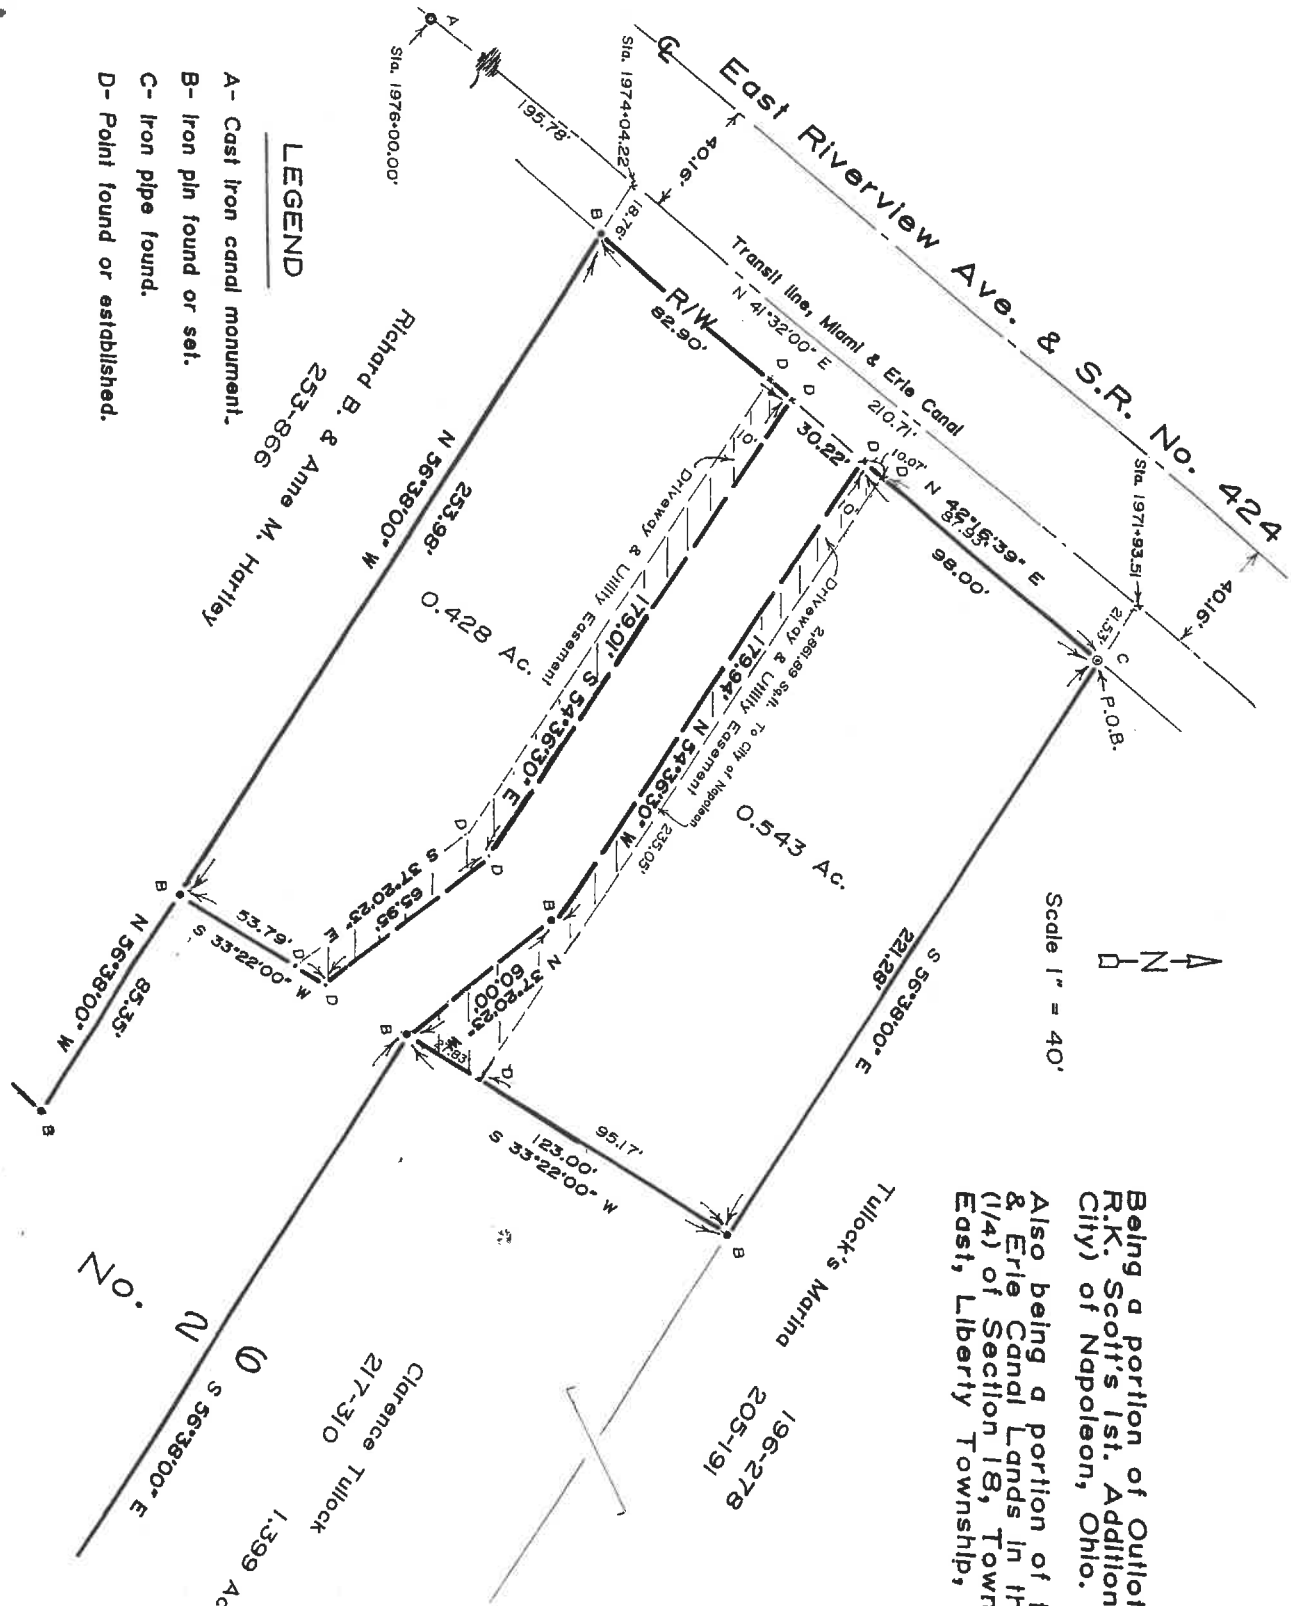 ℄ East Riverview Ave. & S.R. No. 424
40.16'
40.16'
A
Sta. 1976+00.00'
195.78'
Sta. 1974+04.22'
18.76'
B
Transit line, Miami & Erie Canal
N 41°32'00" E
210.71'
Sta. 1971+93.51
21.53'
C
P.O.B.
R/W
82.90'
D
D
30.22'
D
D
10.07'
N 42°16'39" E
87.93'
98.00'
10'
Driveway & Utility Easement
179.01' S 54°36'30" E
10'
Driveway & Utility Easement
2,861.89 Sq.ft. To City of Napoleon
179.94' N 54°36'30" W
235.05'
0.428 Ac.
0.543 Ac.
253.98'
N 56°38'00" W
Richard B. & Anne M. Hartley
253-866
S 56°38'00" E
221.28'
D
D
S 37°20'23" E
65.95'
D
D
B
53.79'
S 33°22'00" W
85.35'
N 56°38'00" W
B
B
N 37°20'23" W
60.00'
B
27.83'
D
95.17'
123.00'
S 33°22'00" W
B
Tullock's Marina
196-278
205-191
No. 26
S 56°38'00" E
Clarence Tullock
217-310
1.399 Ac
LEGEND
A- Cast iron canal monument.
B- Iron pin found or set.
C- Iron pipe found.
D- Point found or established.
N
Scale 1" = 40'
Being a portion of Outlot
R.K. Scott's 1st. Addition
City) of Napoleon, Ohio.
Also being a portion of
& Erie Canal Lands in th
(1/4) of Section 18, Town
East, Liberty Township,